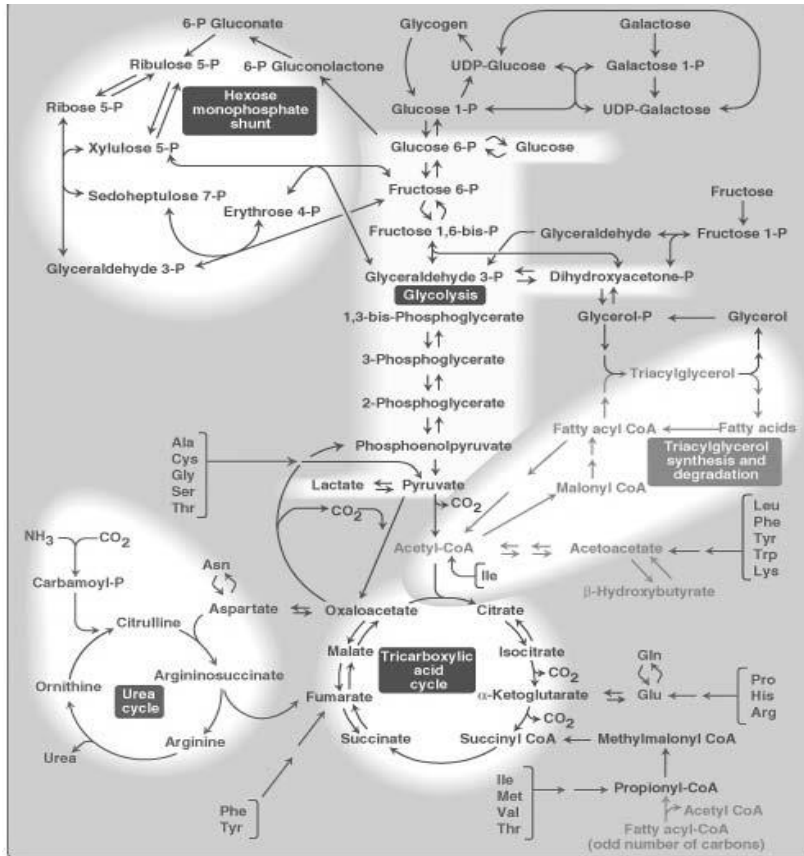 6-P Gluconate
Glycogen
Galactose
Ribulose 5-P
6-P Gluconolactone
UDP-Glucose
Galactose 1-P
Ribose 5-P
Hexose
monophosphate
shunt
Glucose 1-P
UDP-Galactose
Xylulose 5-P
Glucose 6-P
Glucose
Sedoheptulose 7-P
Fructose 6-P
Fructose
Erythrose 4-P
Fructose 1,6-bis-P
Glyceraldehyde
Fructose 1-P
Glyceraldehyde 3-P
Glyceraldehyde 3-P
Dihydroxyacetone-P
Glycolysis
1,3-bis-Phosphoglycerate
Glycerol-P
Glycerol
3-Phosphoglycerate
Triacylglycerol
2-Phosphoglycerate
Fatty acyl CoA
Fatty acids
Ala
Cys
Gly
Ser
Thr
Phosphoenolpyruvate
Triacylglycerol
synthesis and
degradation
Lactate
Pyruvate
Malonyl CoA
CO2
CO2
Leu
Phe
Tyr
Trp
Lys
NH3
CO2
Acetyl-CoA
Acetoacetate
Asn
Ile
Carbamoyl-P
β-Hydroxybutyrate
Aspartate
Oxaloacetate
Citrate
Citrulline
Malate
Tricarboxylic
acid
cycle
Isocitrate
Gln
CO2
Argininosuccinate
Ornithine
Urea
cycle
Fumarate
α-Ketoglutarate
Glu
Pro
His
Arg
CO2
Arginine
Succinate
Succinyl CoA
Methylmalonyl CoA
Urea
Phe
Tyr
Ile
Met
Val
Thr
Propionyl-CoA
Acetyl CoA
Fatty acyl-CoA
(odd number of carbons)